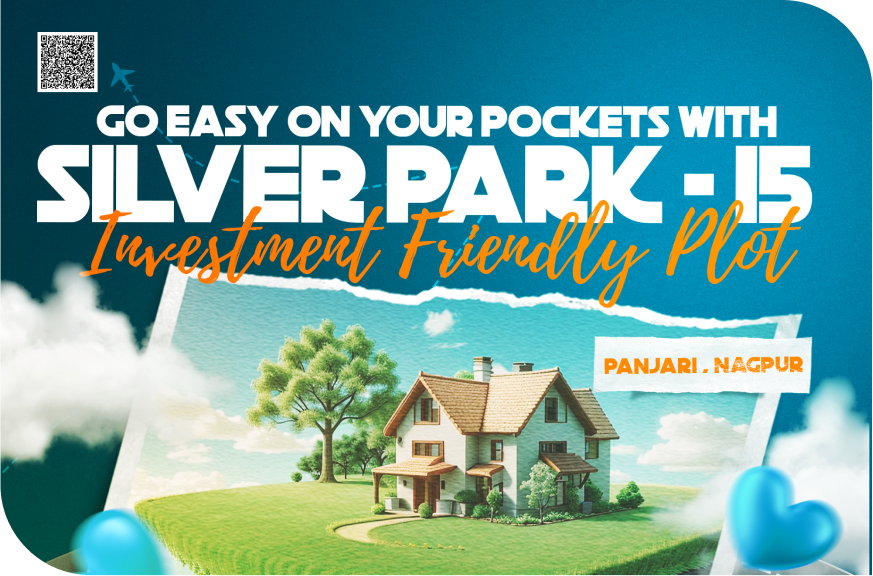 GO EASY ON YOUR POCKETS WITH
SILVER PARK - 15
Investment Friendly Plot
PANJARI . NAGPUR